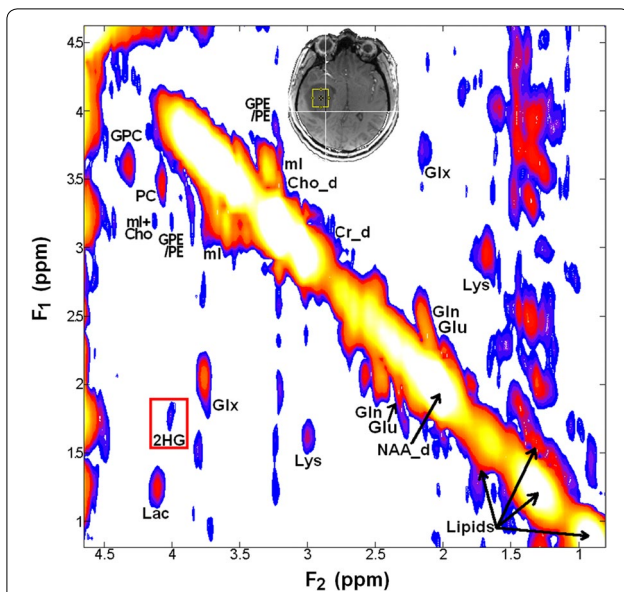 4.5
4
3.5
3
2.5
2
1.5
1
F1 (ppm)
4.5
4
3.5
3
2.5
2
1.5
F2 (ppm)
GPE
/PE
GPC
mI
Glx
Cho_d
PC
mI+
Cho
GPE
/PE
mI
Cr_d
Lys
Gln
Glu
Glx
Gln
Glu
2HG
NAA_d
Lys
Lac
Lipids